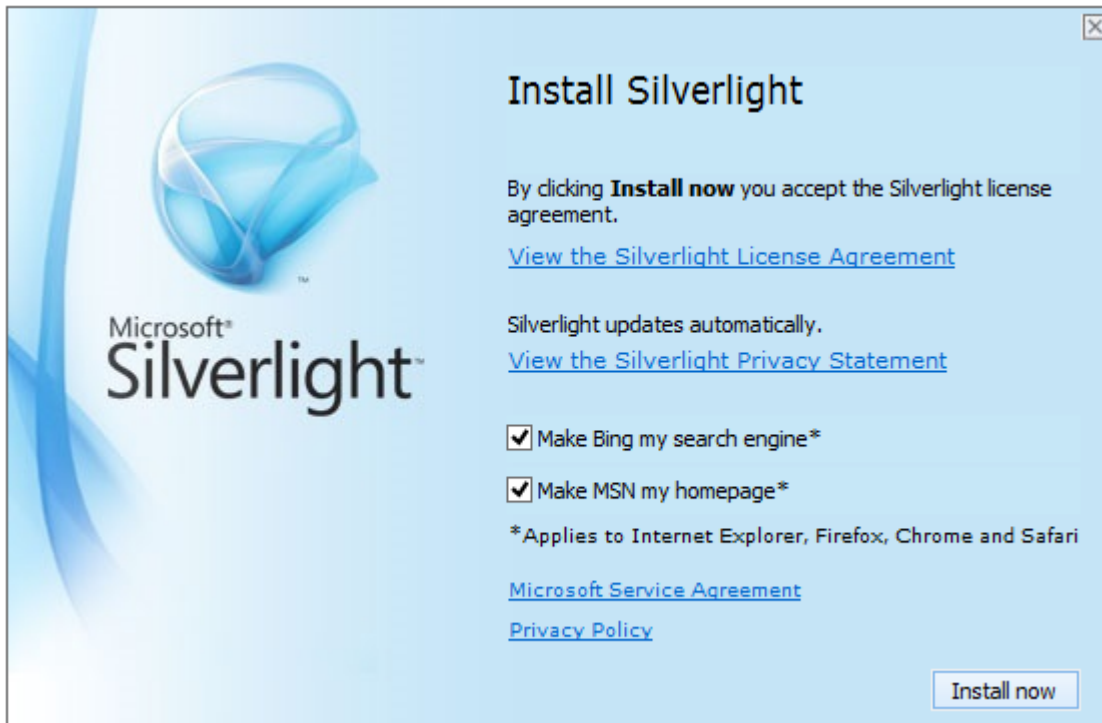 Install Silverlight
By clicking Install now you accept the Silverlight license
agreement.
View the Silverlight License Agreement
™
Microsoft®
Silverlight™
Silverlight updates automatically.
View the Silverlight Privacy Statement
Make Bing my search engine*
Make MSN my homepage*
*Applies to Internet Explorer, Firefox, Chrome and Safari
Microsoft Service Agreement
Privacy Policy
Install now